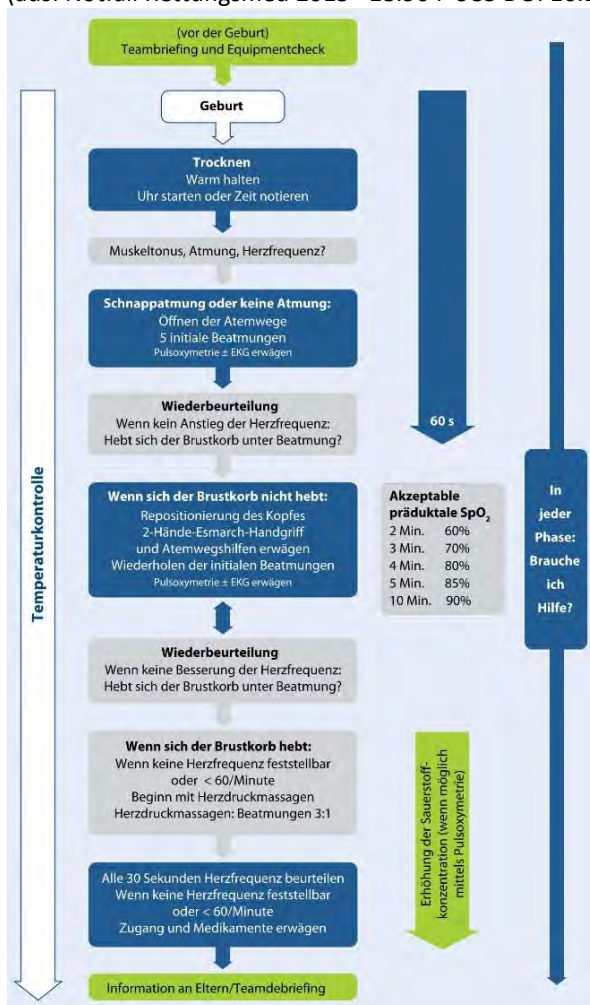 (vor der Geburt)
Teambriefing und Equipmentcheck
Geburt
Trocknen
Warm halten
Uhr starten oder Zeit notieren
Muskeltonus, Atmung, Herzfrequenz?
Schnappatmung oder keine Atmung:
Öffnen der Atemwege
5 initiale Beatmungen
Pulsoxymetrie ± EKG erwägen
Wiederbeurteilung
Wenn kein Anstieg der Herzfrequenz:
Hebt sich der Brustkorb unter Beatmung?
60 s
Wenn sich der Brustkorb nicht hebt:
Repositionierung des Kopfes
2-Hände-Esmarch-Handgriff
und Atemwegshilfen erwägen
Wiederholen der initialen Beatmungen
Pulsoxymetrie ± EKG erwägen
Akzeptable
präduktale SpO₂
2 Min. 60%
3 Min. 70%
4 Min. 80%
5 Min. 85%
10 Min. 90%
In
jeder
Phase:
Brauche
ich
Hilfe?
Temperaturkontrolle
Wiederbeurteilung
Wenn keine Besserung der Herzfrequenz:
Hebt sich der Brustkorb unter Beatmung?
Wenn sich der Brustkorb hebt:
Wenn keine Herzfrequenz feststellbar
oder < 60/Minute
Beginn mit Herzdruckmassagen
Herzdruckmassagen: Beatmungen 3:1
Erhöhung der Sauerstoff-
konzentration (wenn möglich
mittels Pulsoxymetrie)
Alle 30 Sekunden Herzfrequenz beurteilen
Wenn keine Herzfrequenz feststellbar
oder < 60/Minute
Zugang und Medikamente erwägen
Information an Eltern/Teamdebriefing